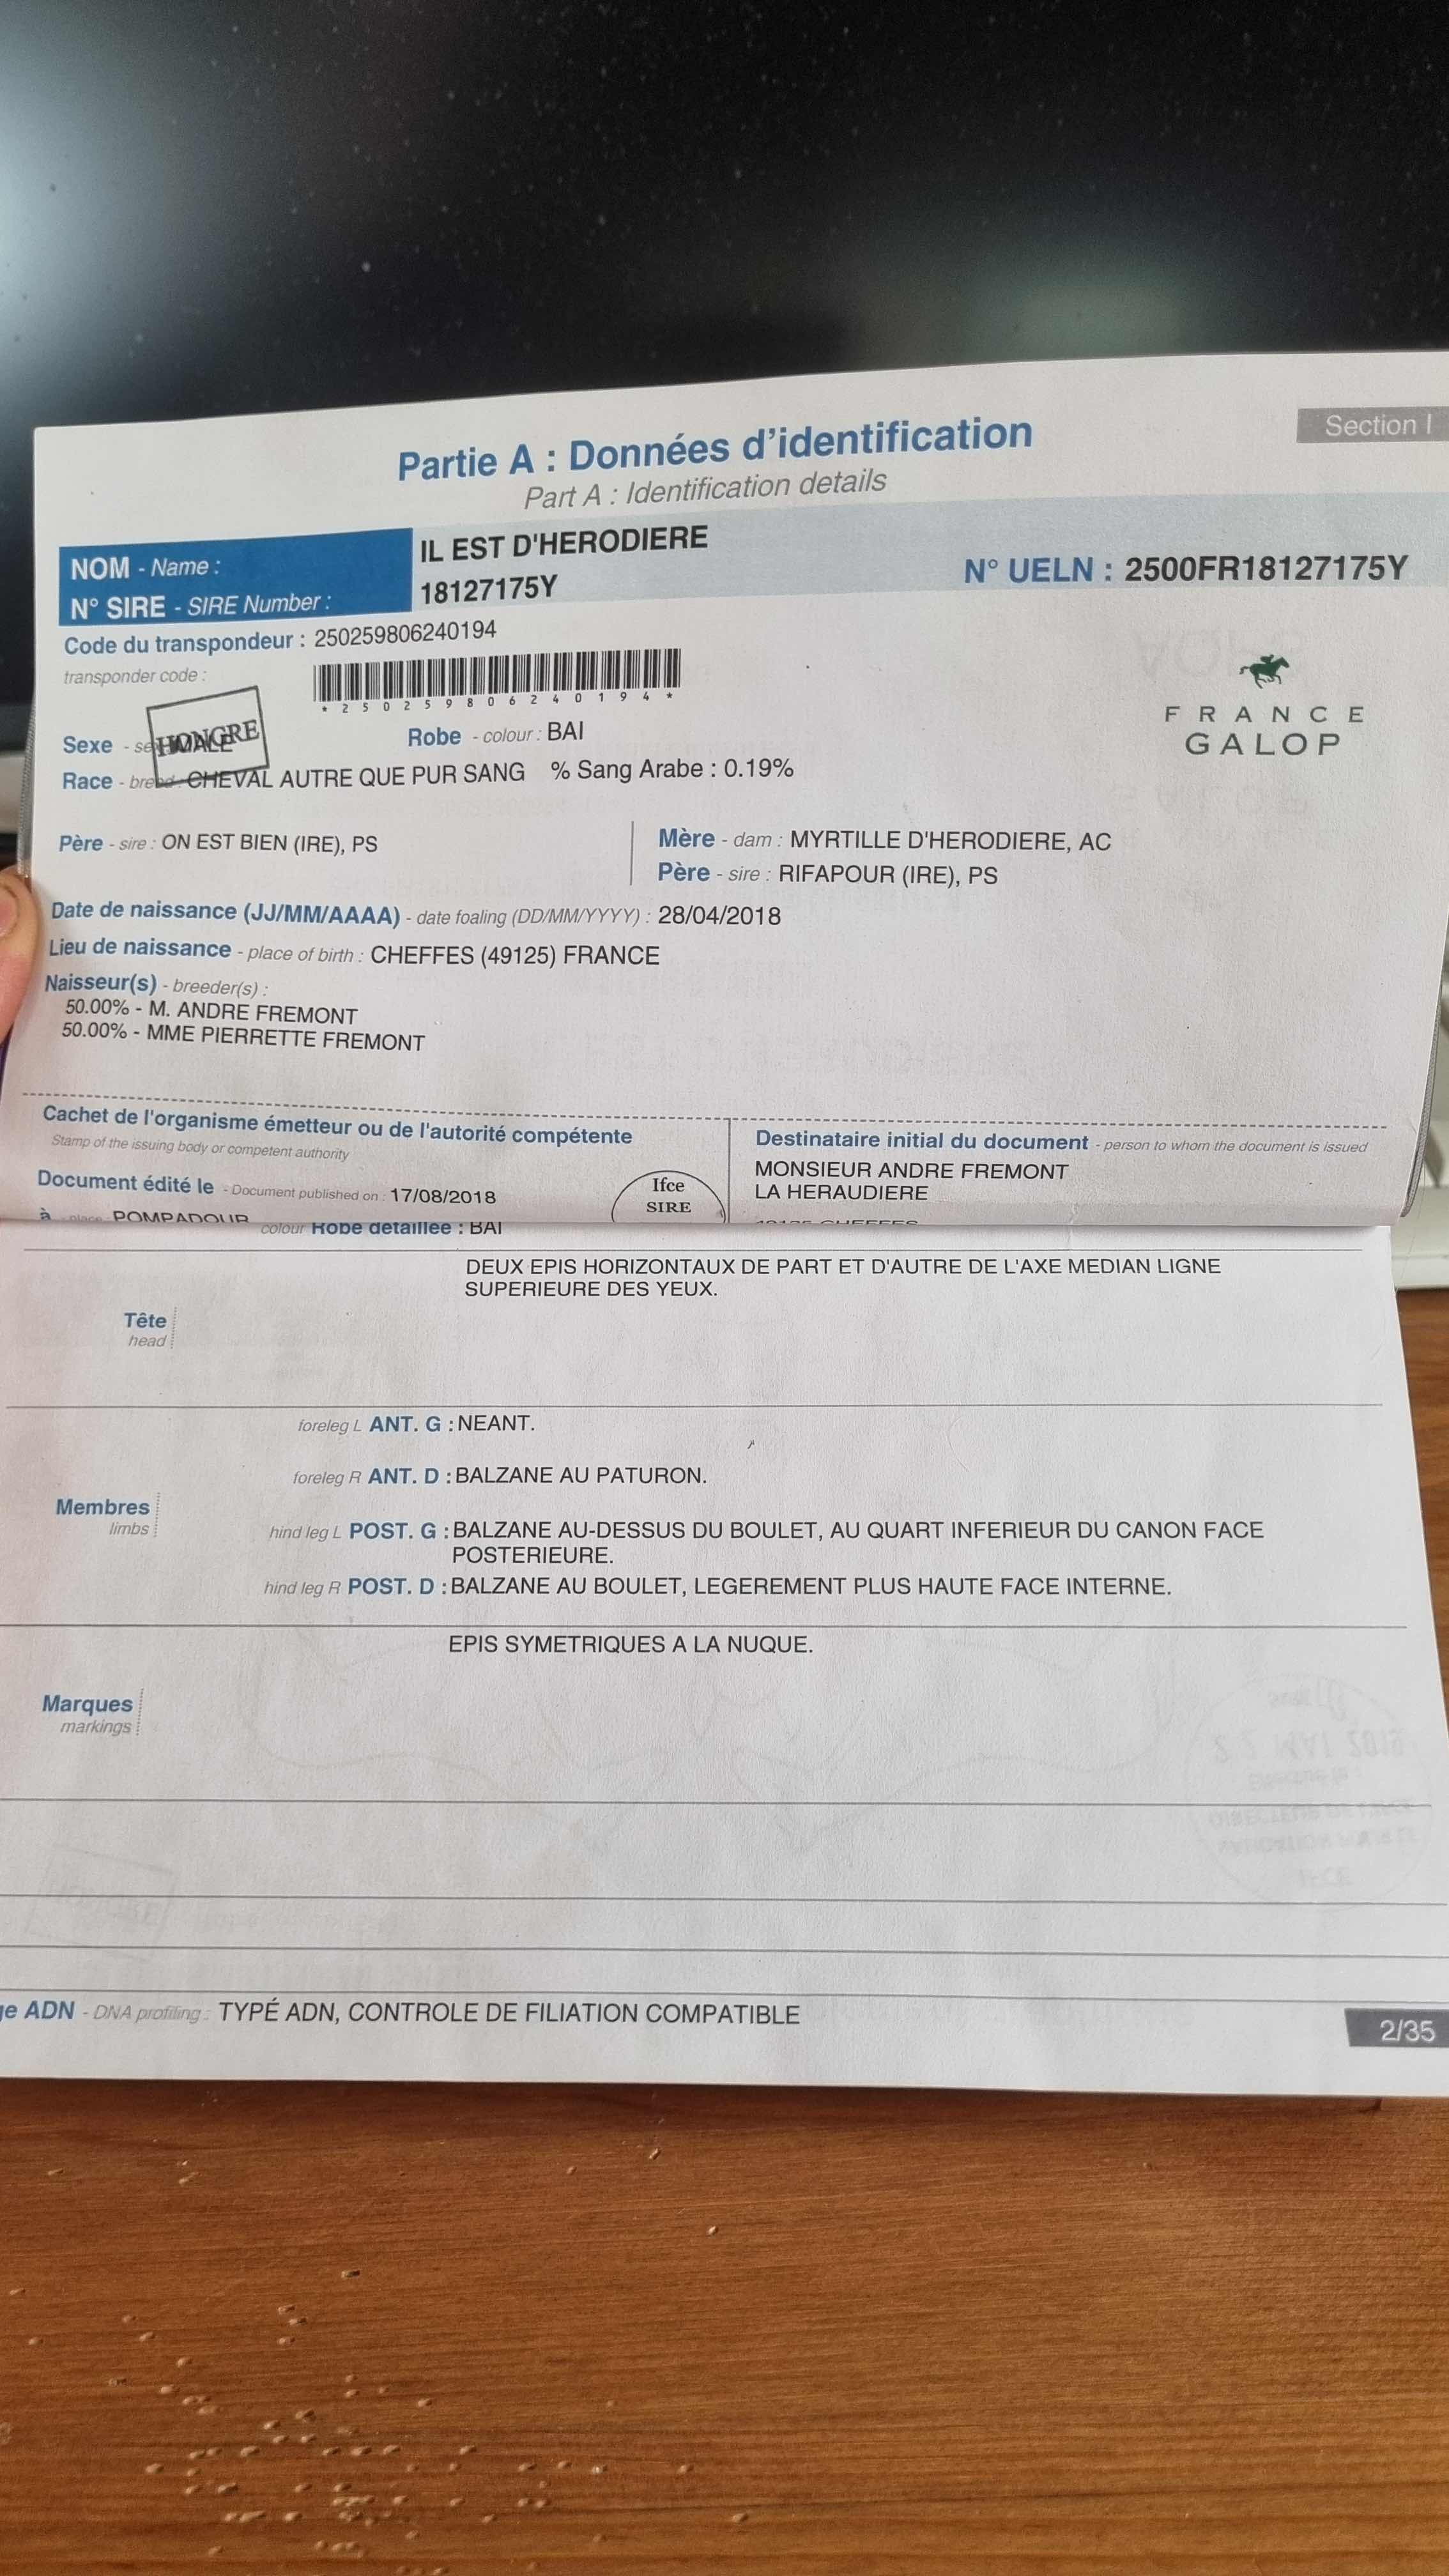 Section I
Partie A : Données d'identification
Part A : Identification details
NOM - Name :
IL EST D'HERODIERE
N° SIRE - SIRE Number :
18127175Y
N° UELN : 2500FR18127175Y
Code du transpondeur : 250259806240194
transponder code :
* 2 5 0 2 5 9 8 0 6 2 4 0 1 9 4 *
FRANCE
GALOP
Sexe - se MALE
HONGRE
Robe - colour : BAI
Race - breed : CHEVAL AUTRE QUE PUR SANG % Sang Arabe : 0.19%
Père - sire : ON EST BIEN (IRE), PS
Mère - dam : MYRTILLE D'HERODIERE, AC
Père - sire : RIFAPOUR (IRE), PS
Date de naissance (JJ/MM/AAAA) - date foaling (DD/MM/YYYY) : 28/04/2018
Lieu de naissance - place of birth : CHEFFES (49125) FRANCE
Naisseur(s) - breeder(s) :
50.00% - M. ANDRE FREMONT
50.00% - MME PIERRETTE FREMONT
Cachet de l'organisme émetteur ou de l'autorité compétente
Stamp of the issuing body or competent authority
Document édité le - Document published on : 17/08/2018
à - place POMPADOUR
Ifce
SIRE
Destinataire initial du document - person to whom the document is issued
MONSIEUR ANDRE FREMONT
LA HERAUDIERE
colour Robe détaillée : BAI
Tête
head
DEUX EPIS HORIZONTAUX DE PART ET D'AUTRE DE L'AXE MEDIAN LIGNE
SUPERIEURE DES YEUX.
Membres
limbs
foreleg L ANT. G : NEANT.
foreleg R ANT. D : BALZANE AU PATURON.
hind leg L POST. G : BALZANE AU-DESSUS DU BOULET, AU QUART INFERIEUR DU CANON FACE
POSTERIEURE.
hind leg R POST. D : BALZANE AU BOULET, LEGEREMENT PLUS HAUTE FACE INTERNE.
Marques
markings
EPIS SYMETRIQUES A LA NUQUE.
ge ADN - DNA profiling : TYPÉ ADN, CONTROLE DE FILIATION COMPATIBLE
2/35